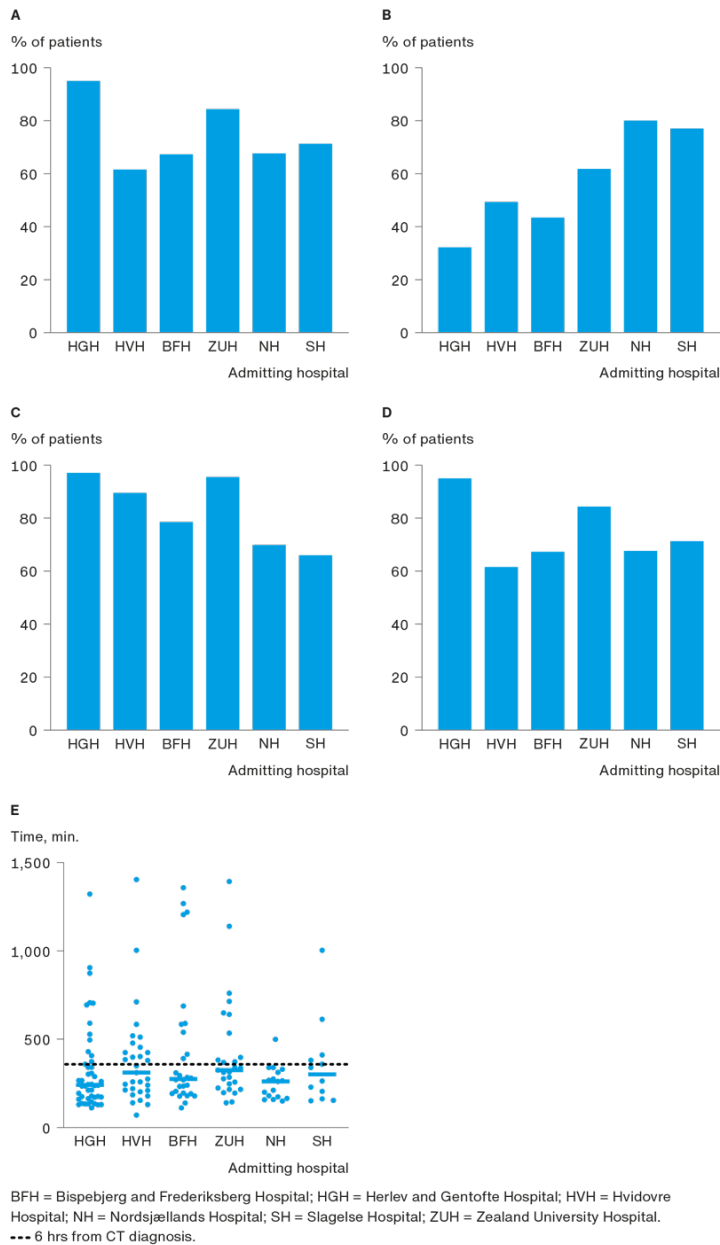 A
% of patients
100
80
60
40
20
0
HGH HVH BFH ZUH NH SH
Admitting hospital
B
% of patients
100
80
60
40
20
0
HGH HVH BFH ZUH NH SH
Admitting hospital
C
% of patients
100
80
60
40
20
0
HGH HVH BFH ZUH NH SH
Admitting hospital
D
% of patients
100
80
60
40
20
0
HGH HVH BFH ZUH NH SH
Admitting hospital
E
Time, min.
1,500
1,000
500
0
HGH HVH BFH ZUH NH SH
Admitting hospital
BFH = Bispebjerg and Frederiksberg Hospital; HGH = Herlev and Gentofte Hospital; HVH = Hvidovre
Hospital; NH = Nordsjællands Hospital; SH = Slagelse Hospital; ZUH = Zealand University Hospital.
6 hrs from CT diagnosis.